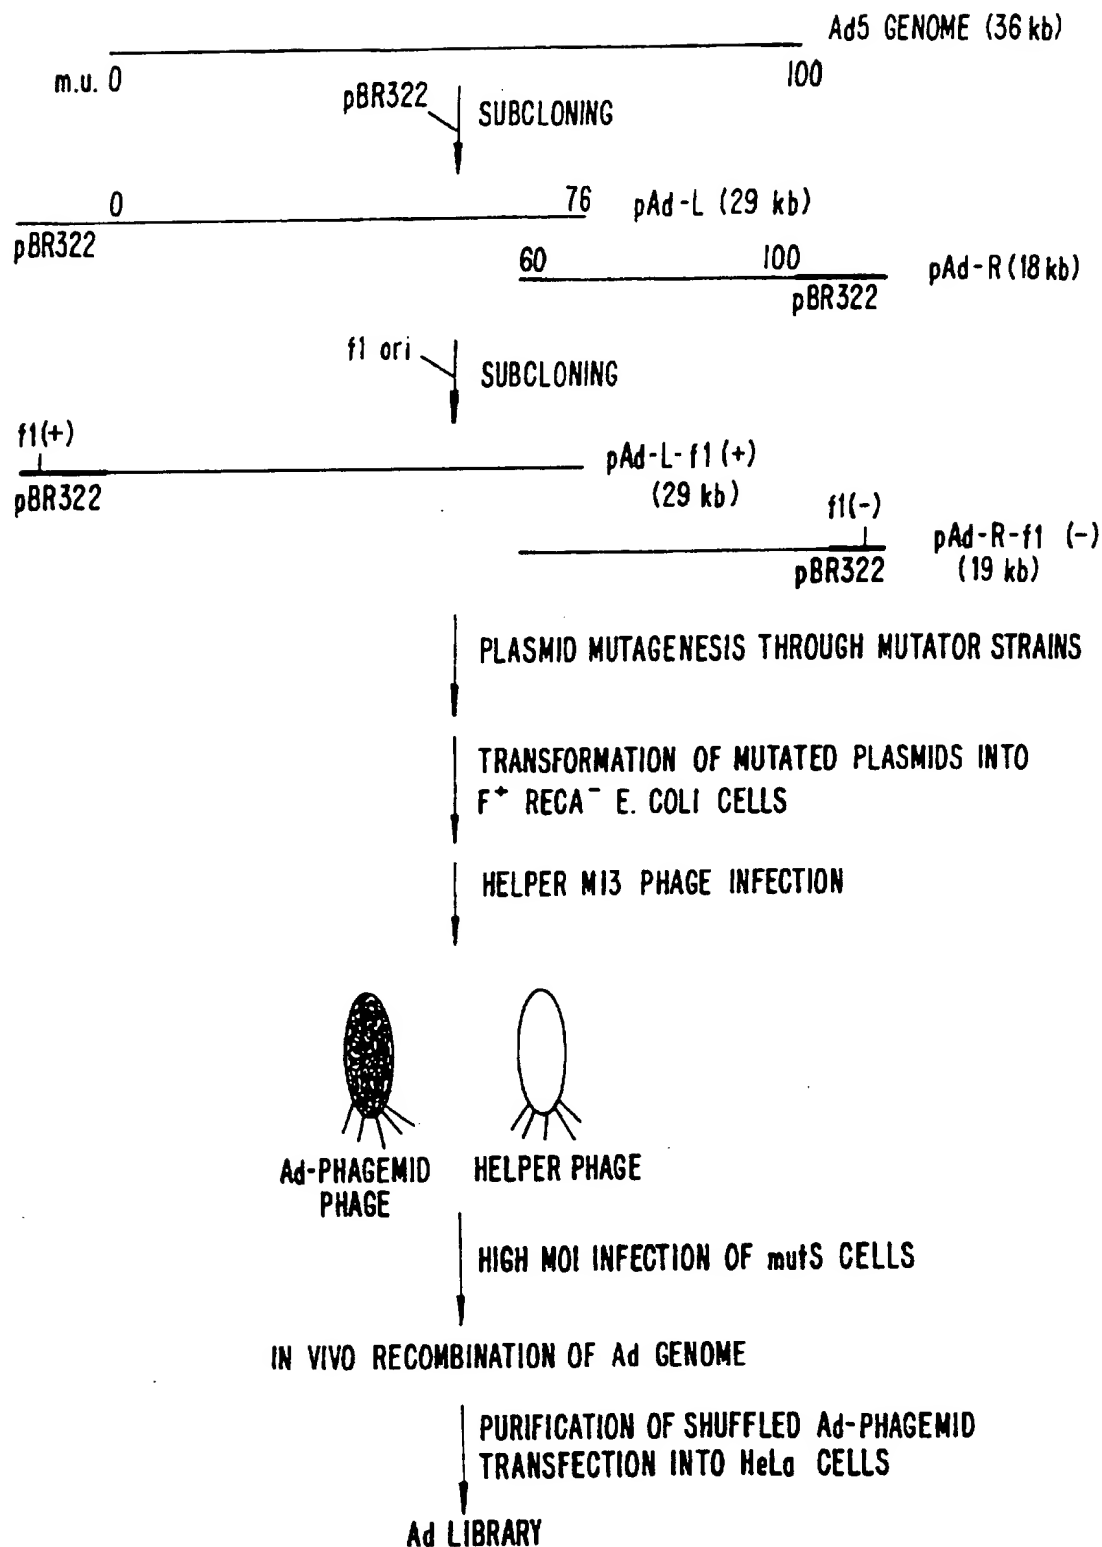 Ad5 GENOME (36 kb)
m.u. 0
100
pBR322
SUBCLONING
0
76
pAd-L (29 kb)
pBR322
60
100
pAd-R (18 kb)
pBR322
f1 ori
SUBCLONING
f1(+)
pBR322
pAd-L-f1 (+)
(29 kb)
f1(-)
pBR322
pAd-R-f1 (-)
(19 kb)
PLASMID MUTAGENESIS THROUGH MUTATOR STRAINS
TRANSFORMATION OF MUTATED PLASMIDS INTO
F⁺ RECA⁻ E. COLI CELLS
HELPER M13 PHAGE INFECTION
Ad-PHAGEMID
PHAGE
HELPER PHAGE
HIGH MOI INFECTION OF mutS CELLS
IN VIVO RECOMBINATION OF Ad GENOME
PURIFICATION OF SHUFFLED Ad-PHAGEMID
TRANSFECTION INTO HeLa CELLS
Ad LIBRARY